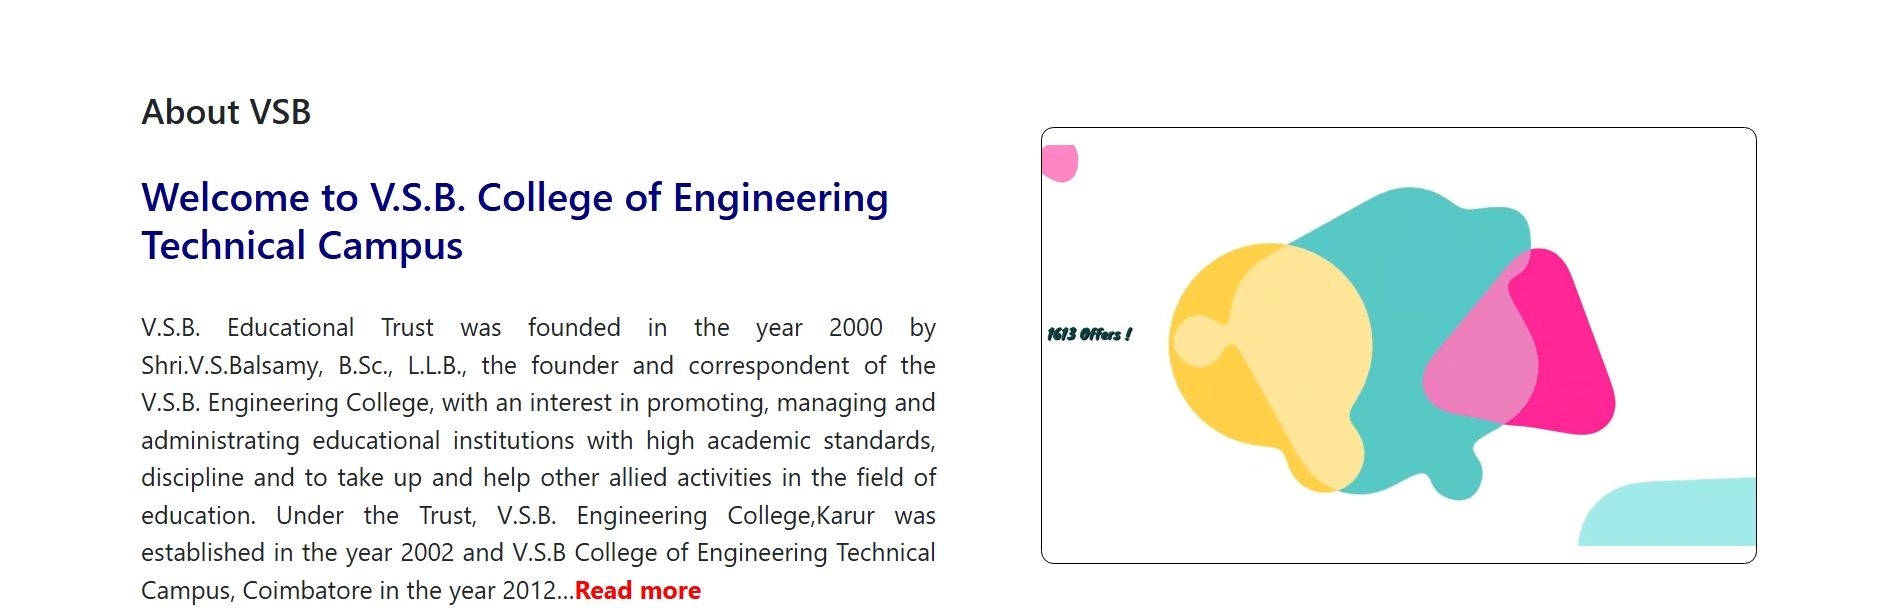 About VSB
Welcome to V.S.B. College of Engineering
Technical Campus
V.S.B. Educational Trust was founded in the year 2000 by
Shri.V.S.Balsamy, B.Sc., L.L.B., the founder and correspondent of the
V.S.B. Engineering College, with an interest in promoting, managing and
administrating educational institutions with high academic standards,
discipline and to take up and help other allied activities in the field of
education. Under the Trust, V.S.B. Engineering College,Karur was
established in the year 2002 and V.S.B College of Engineering Technical
Campus, Coimbatore in the year 2012...Read more
1613 Offers !